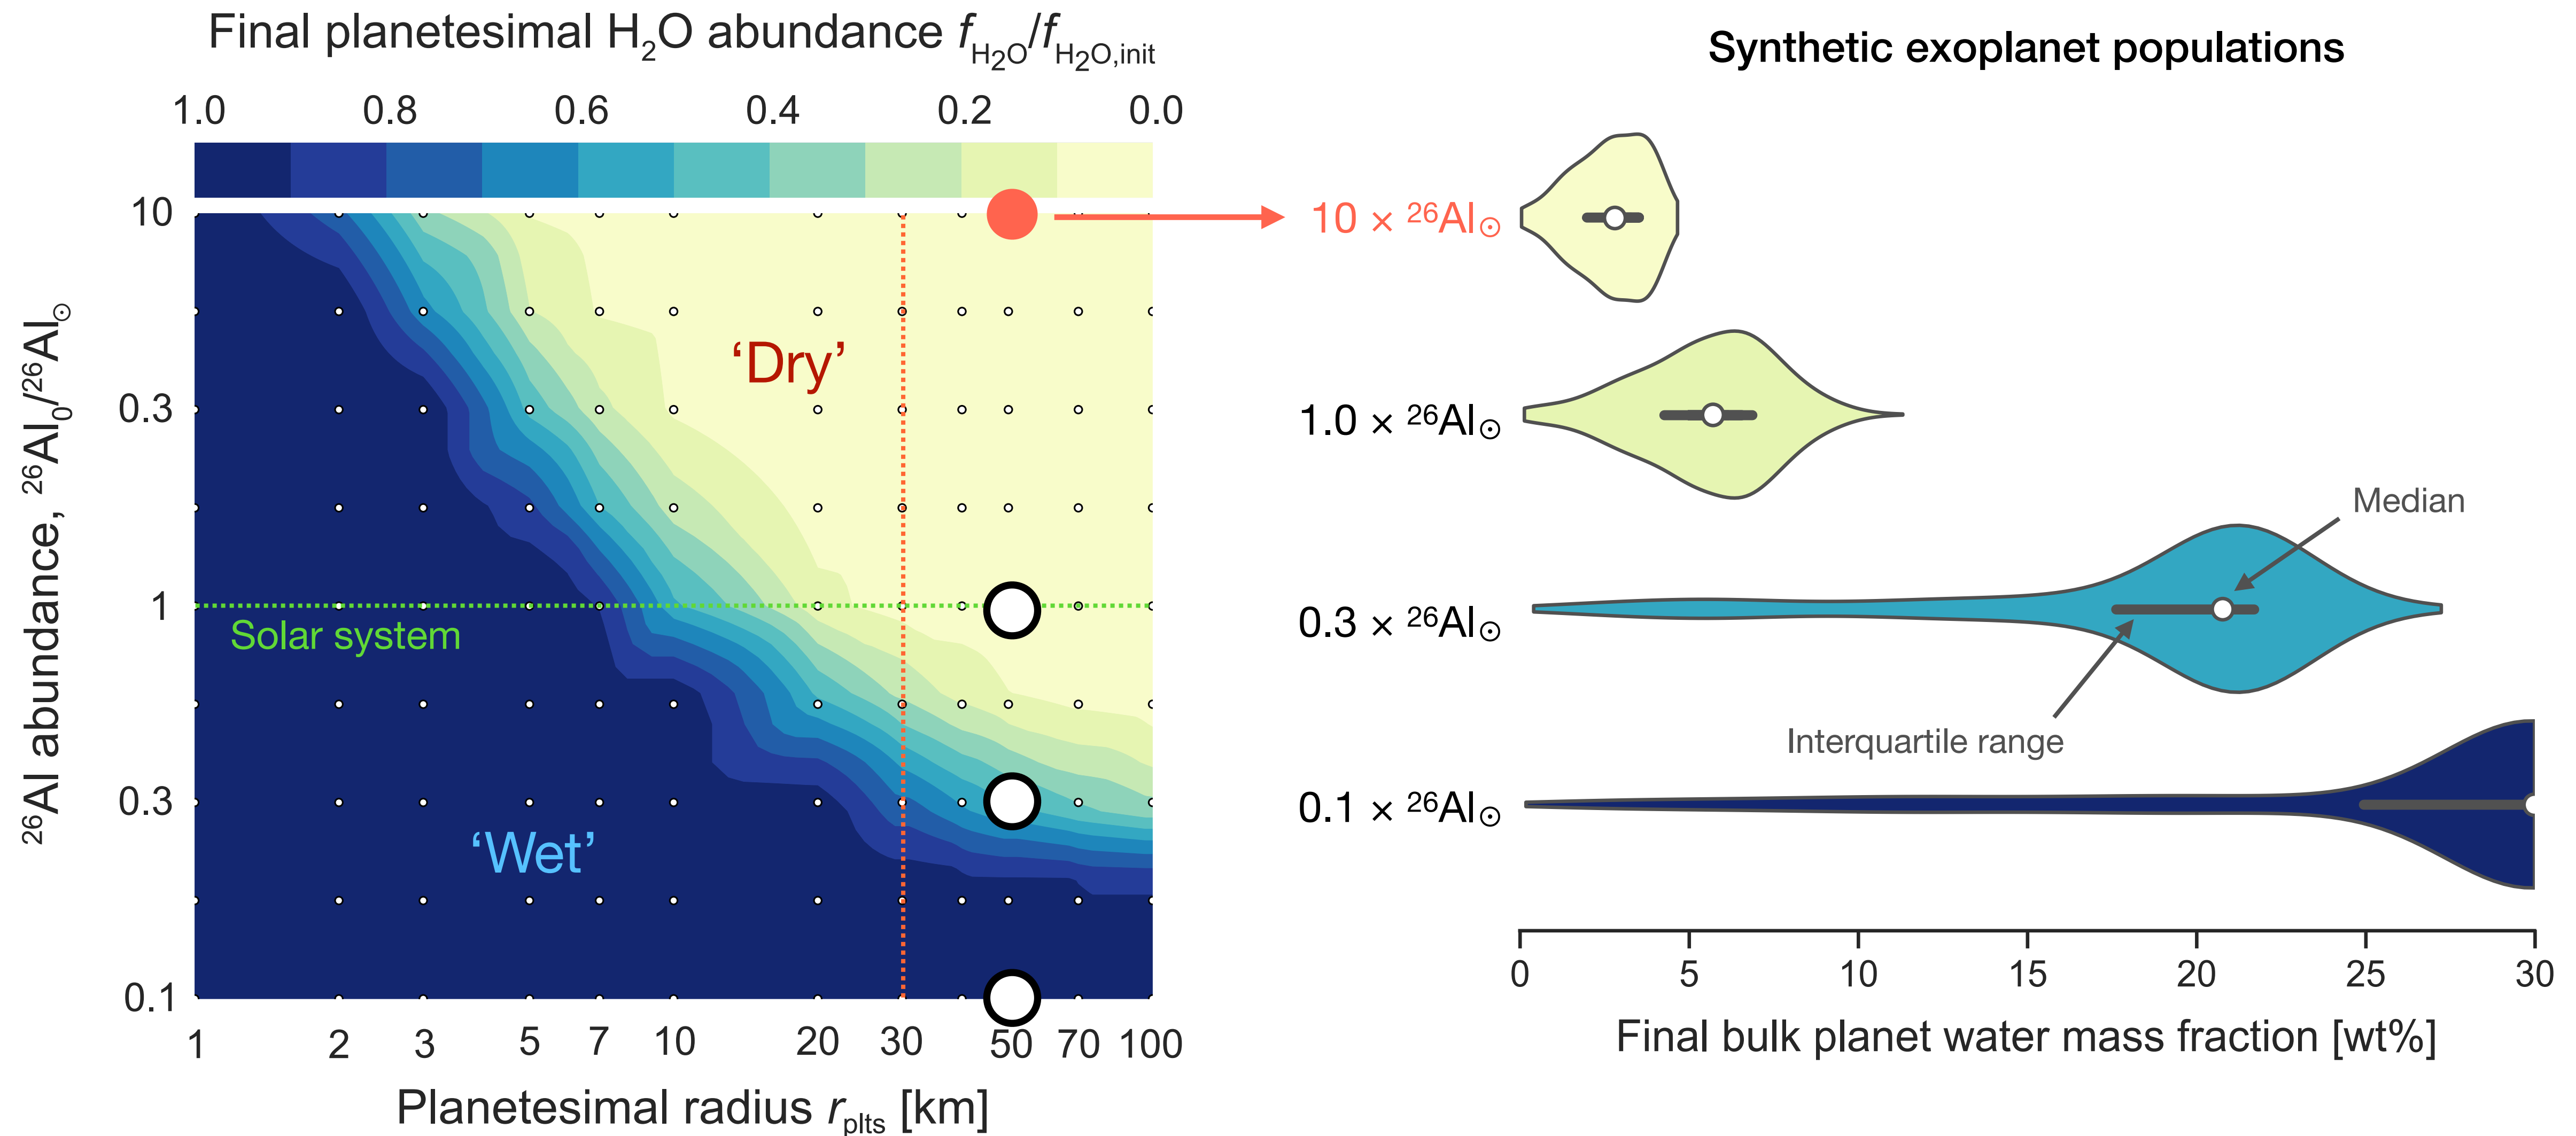 Final planetesimal H₂O abundance f_H₂O/f_H₂O,init
1.0 0.8 0.6 0.4 0.2 0.0
²⁶Al abundance, ²⁶Al₀/²⁶Al☉
10
0.3
1
0.3
0.1
'Dry'
Solar system
'Wet'
1 2 3 5 7 10 20 30 50 70 100
Planetesimal radius r_plts [km]
Synthetic exoplanet populations
10 × ²⁶Al☉
1.0 × ²⁶Al☉
0.3 × ²⁶Al☉
0.1 × ²⁶Al☉
Median
Interquartile range
0 5 10 15 20 25 30
Final bulk planet water mass fraction [wt%]